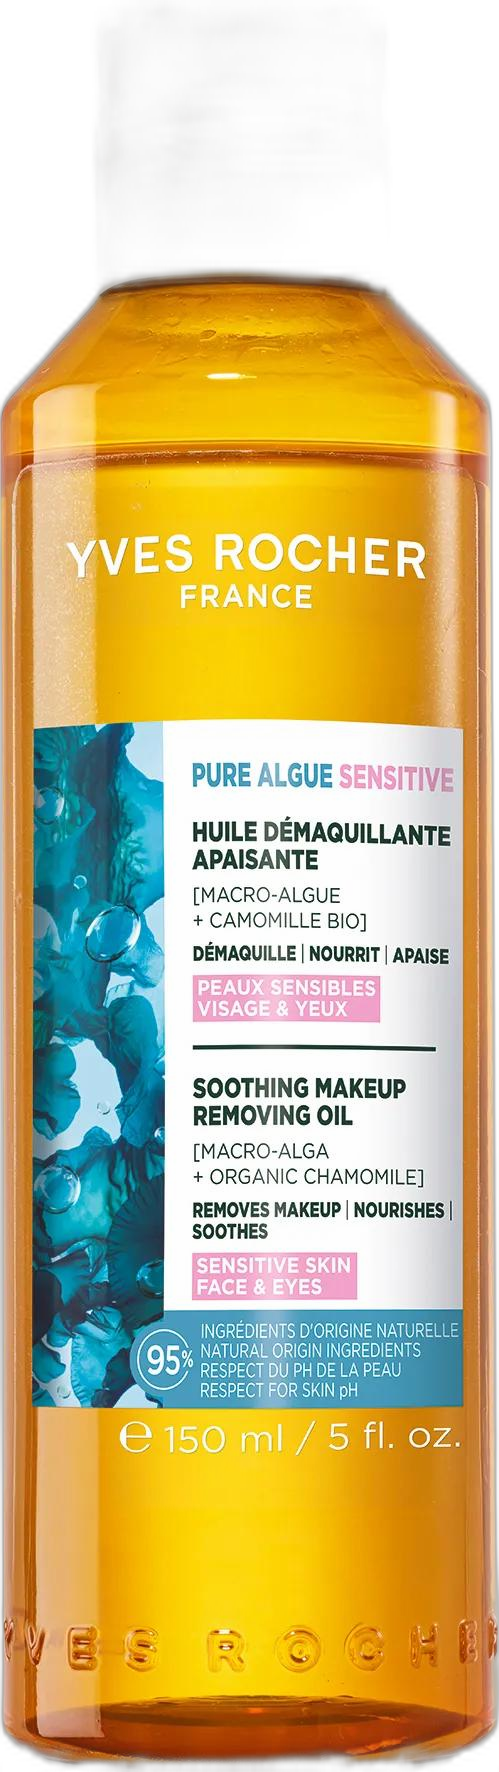 YVES ROCHER
FRANCE
PURE ALGUE SENSITIVE
HUILE DÉMAQUILLANTE
APAISANTE
[MACRO-ALGUE
+ CAMOMILLE BIO]
DÉMAQUILLE | NOURRIT | APAISE
PEAUX SENSIBLES
VISAGE & YEUX
SOOTHING MAKEUP
REMOVING OIL
[MACRO-ALGA
+ ORGANIC CHAMOMILE]
REMOVES MAKEUP | NOURISHES |
SOOTHES
SENSITIVE SKIN
FACE & EYES
95%
INGRÉDIENTS D'ORIGINE NATURELLE
NATURAL ORIGIN INGREDIENTS
RESPECT DU PH DE LA PEAU
RESPECT FOR SKIN pH
℮ 150 ml / 5 fl. oz.
YVES ROCHER